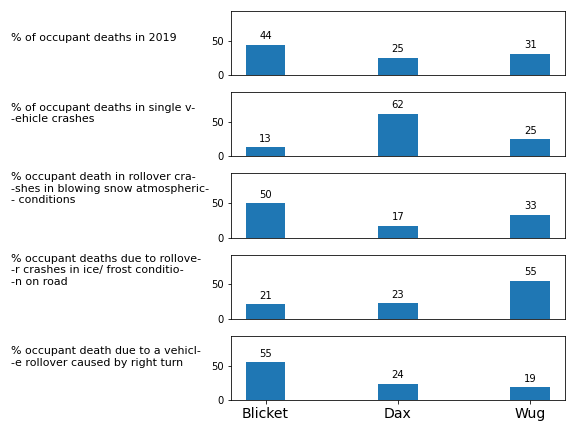 % of occupant deaths in 2019
44
25
31
50
0
% of occupant deaths in single v-
-ehicle crashes
13
62
25
50
0
% occupant death in rollover cra-
-shes in blowing snow atmospheric-
- conditions
50
17
33
50
0
% occupant deaths due to rollove-
-r crashes in ice/ frost conditio-
-n on road
21
23
55
50
0
% occupant death due to a vehicl-
-e rollover caused by right turn
55
24
19
50
0
Blicket
Dax
Wug